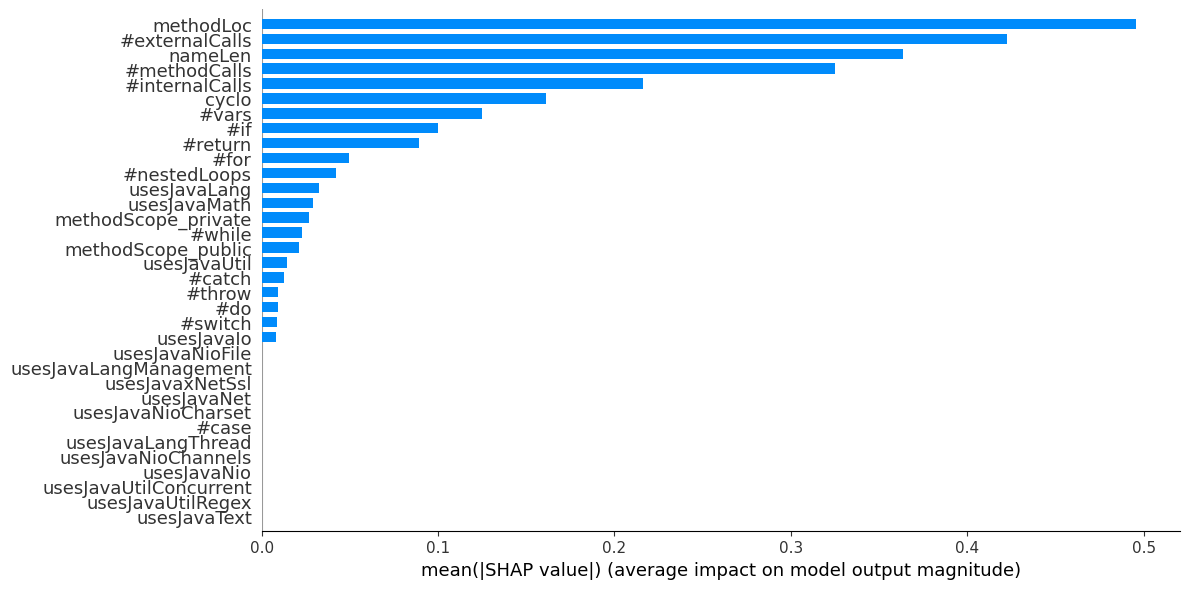 methodLoc
#externalCalls
nameLen
#methodCalls
#internalCalls
cyclo
#vars
#if
#return
#for
#nestedLoops
usesJavaLang
usesJavaMath
methodScope_private
#while
methodScope_public
usesJavaUtil
#catch
#throw
#do
#switch
usesJavaIo
usesJavaNioFile
usesJavaLangManagement
usesJavaxNetSsl
usesJavaNet
usesJavaNioCharset
#case
usesJavaLangThread
usesJavaNioChannels
usesJavaNio
usesJavaUtilConcurrent
usesJavaUtilRegex
usesJavaText
0.0 0.1 0.2 0.3 0.4 0.5
mean(|SHAP value|) (average impact on model output magnitude)